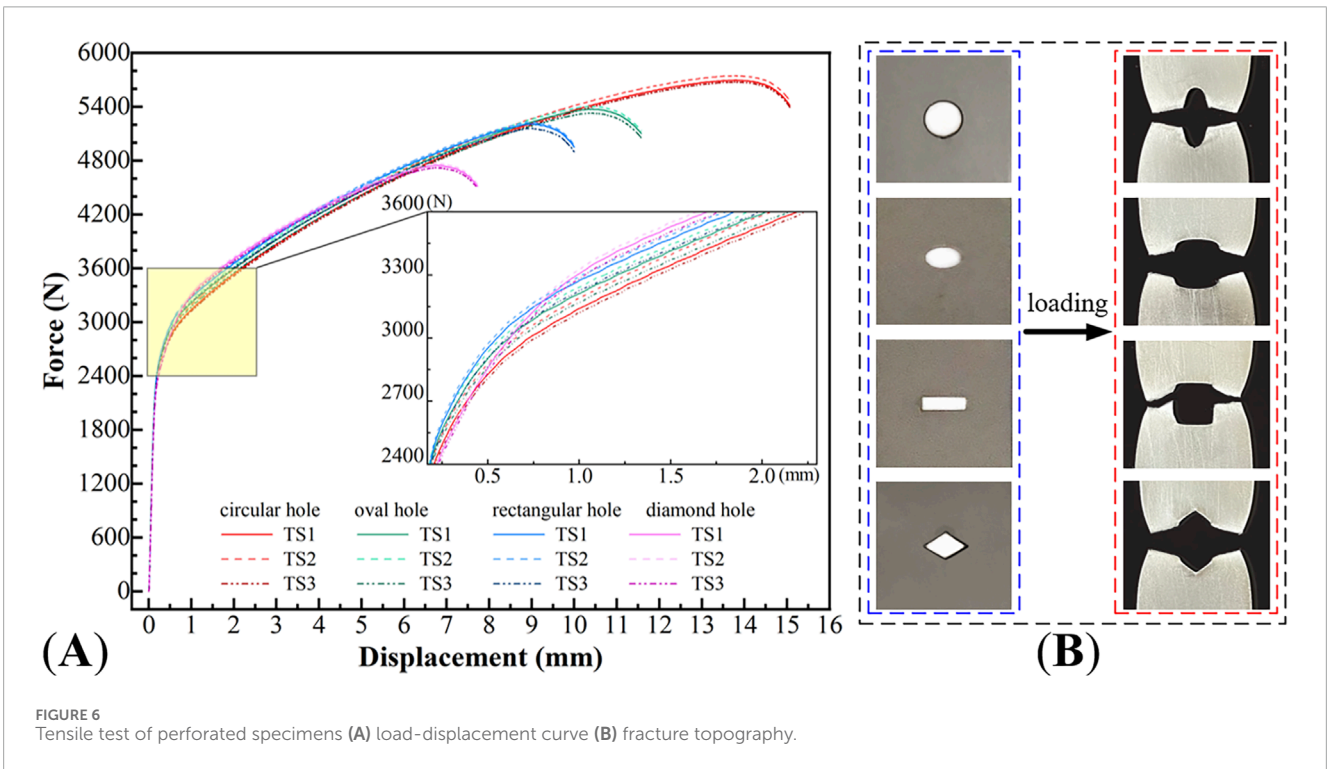 6000
5400
4800
4200
3600
3000
2400
1800
1200
600
0
Force (N)
3600 (N)
3300
3000
2700
2400
0.5 1.0 1.5 2.0 (mm)
circular hole oval hole rectangular hole diamond hole
TS1 TS1 TS1 TS1
TS2 TS2 TS2 TS2
TS3 TS3 TS3 TS3
0 1 2 3 4 5 6 7 8 9 10 11 12 13 14 15 16
Displacement (mm)
(A)
loading
(B)
FIGURE 6
Tensile test of perforated specimens (A) load-displacement curve (B) fracture topography.